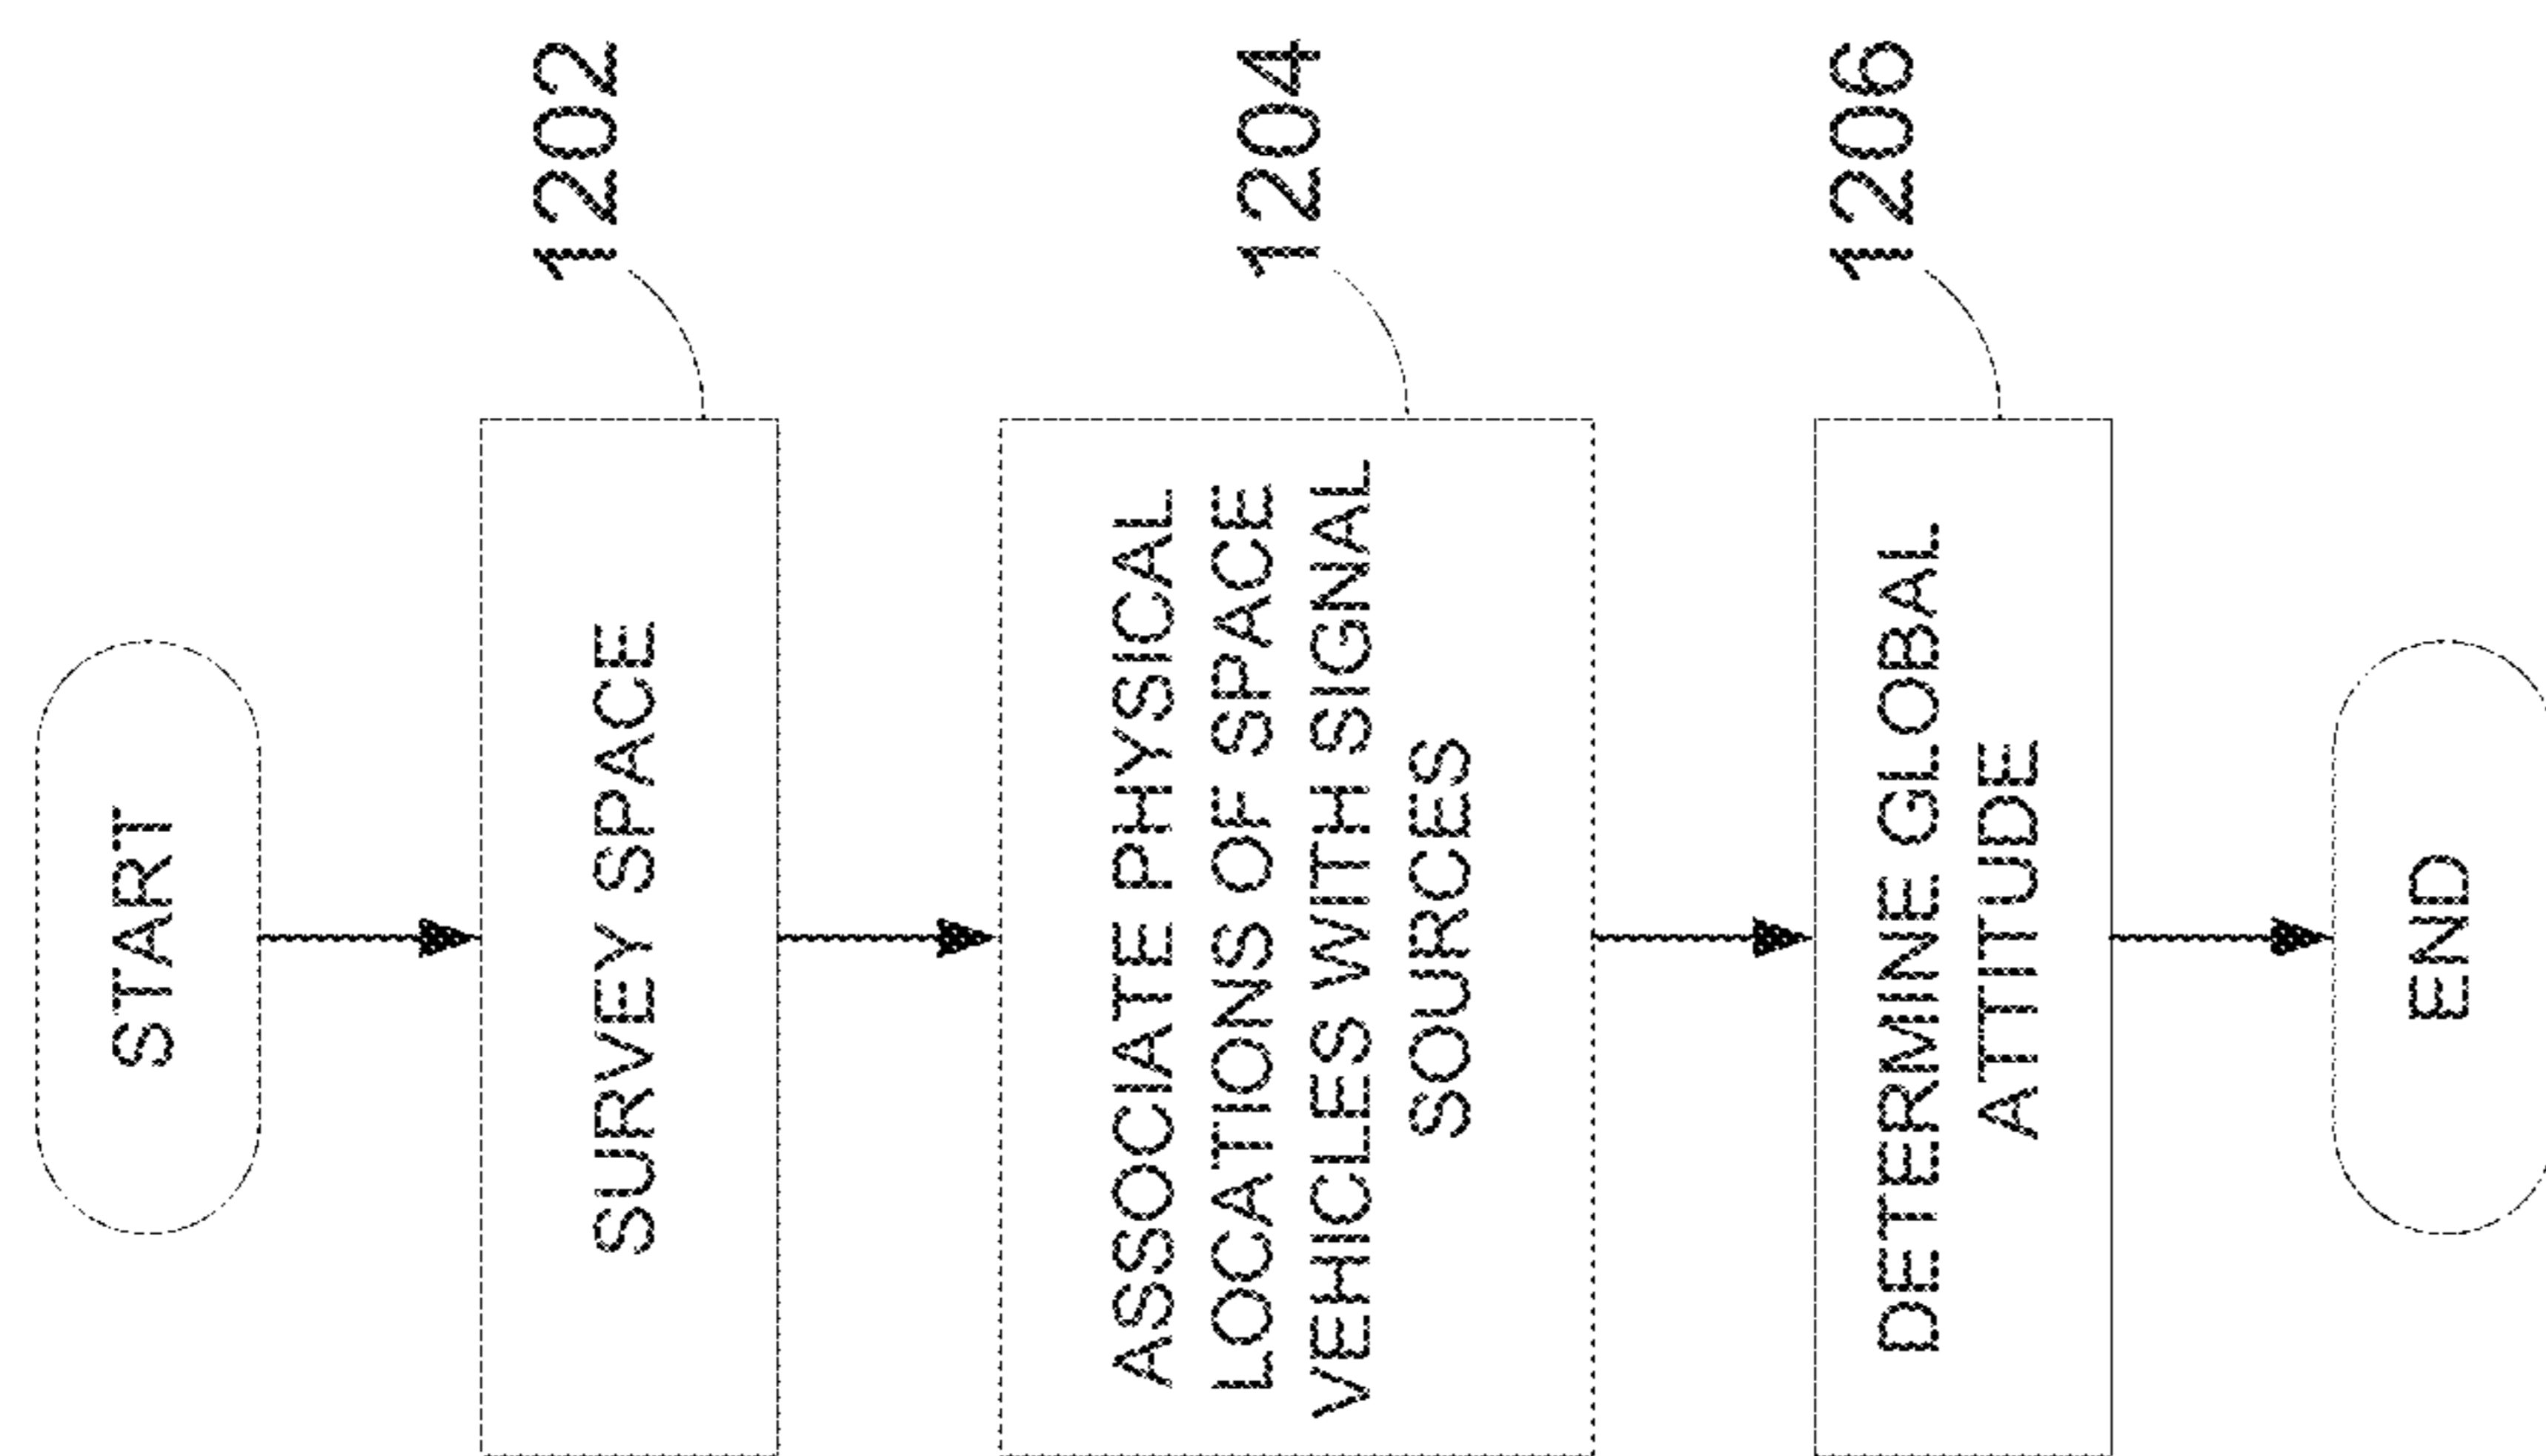 START
SURVEY SPACE
1202
ASSOCIATE PHYSICAL
LOCATIONS OF SPACE
VEHICLES WITH SIGNAL
SOURCES
1204
DETERMINE GLOBAL
ATTITUDE
1206
END